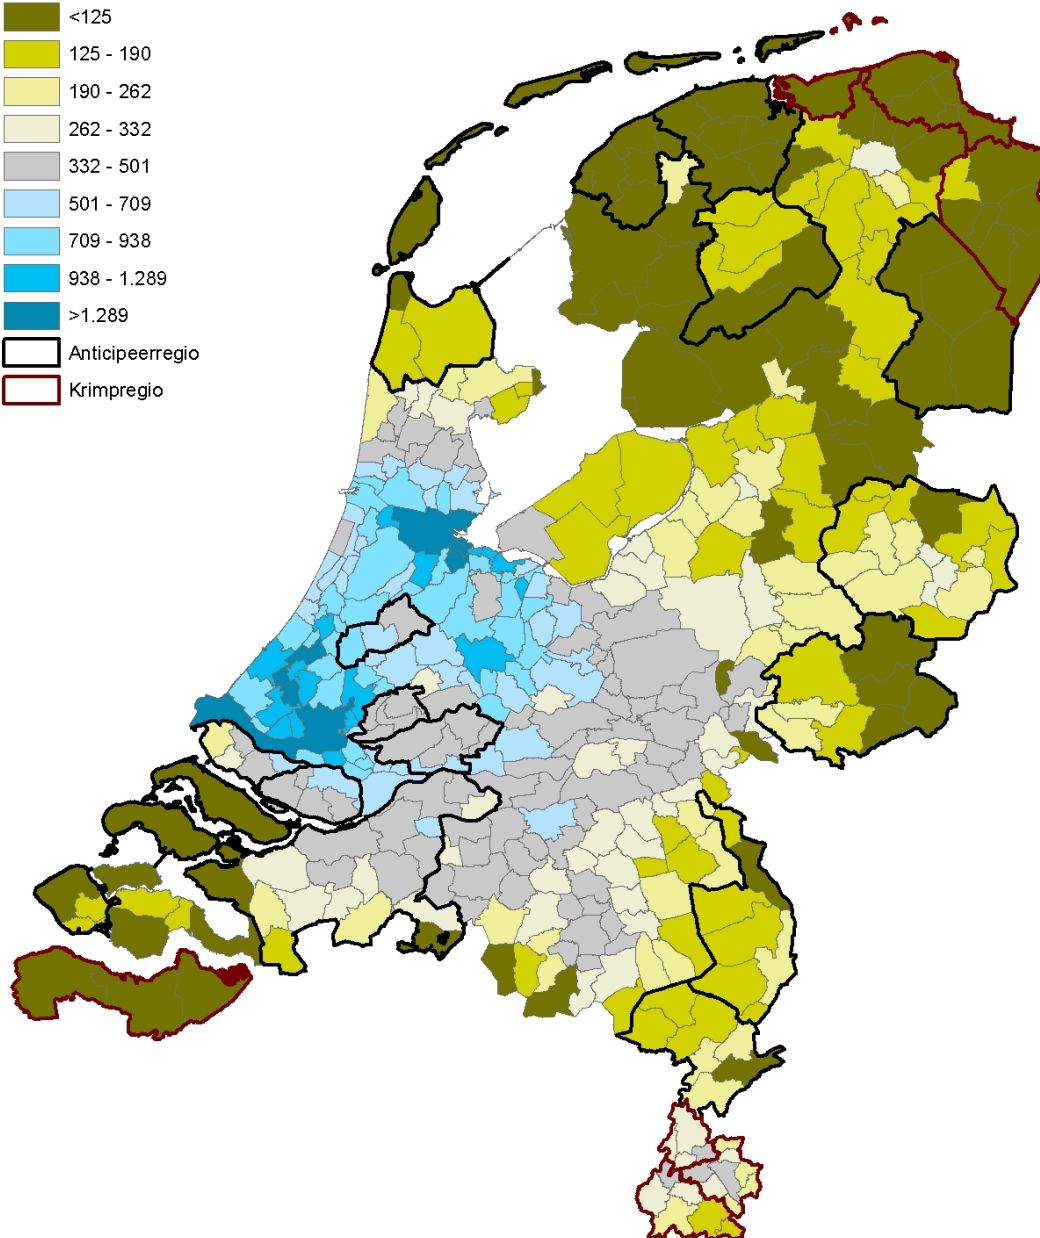 <125
125 - 190
190 - 262
262 - 332
332 - 501
501 - 709
709 - 938
938 - 1.289
>1.289
Anticipeerregio
Krimpregio